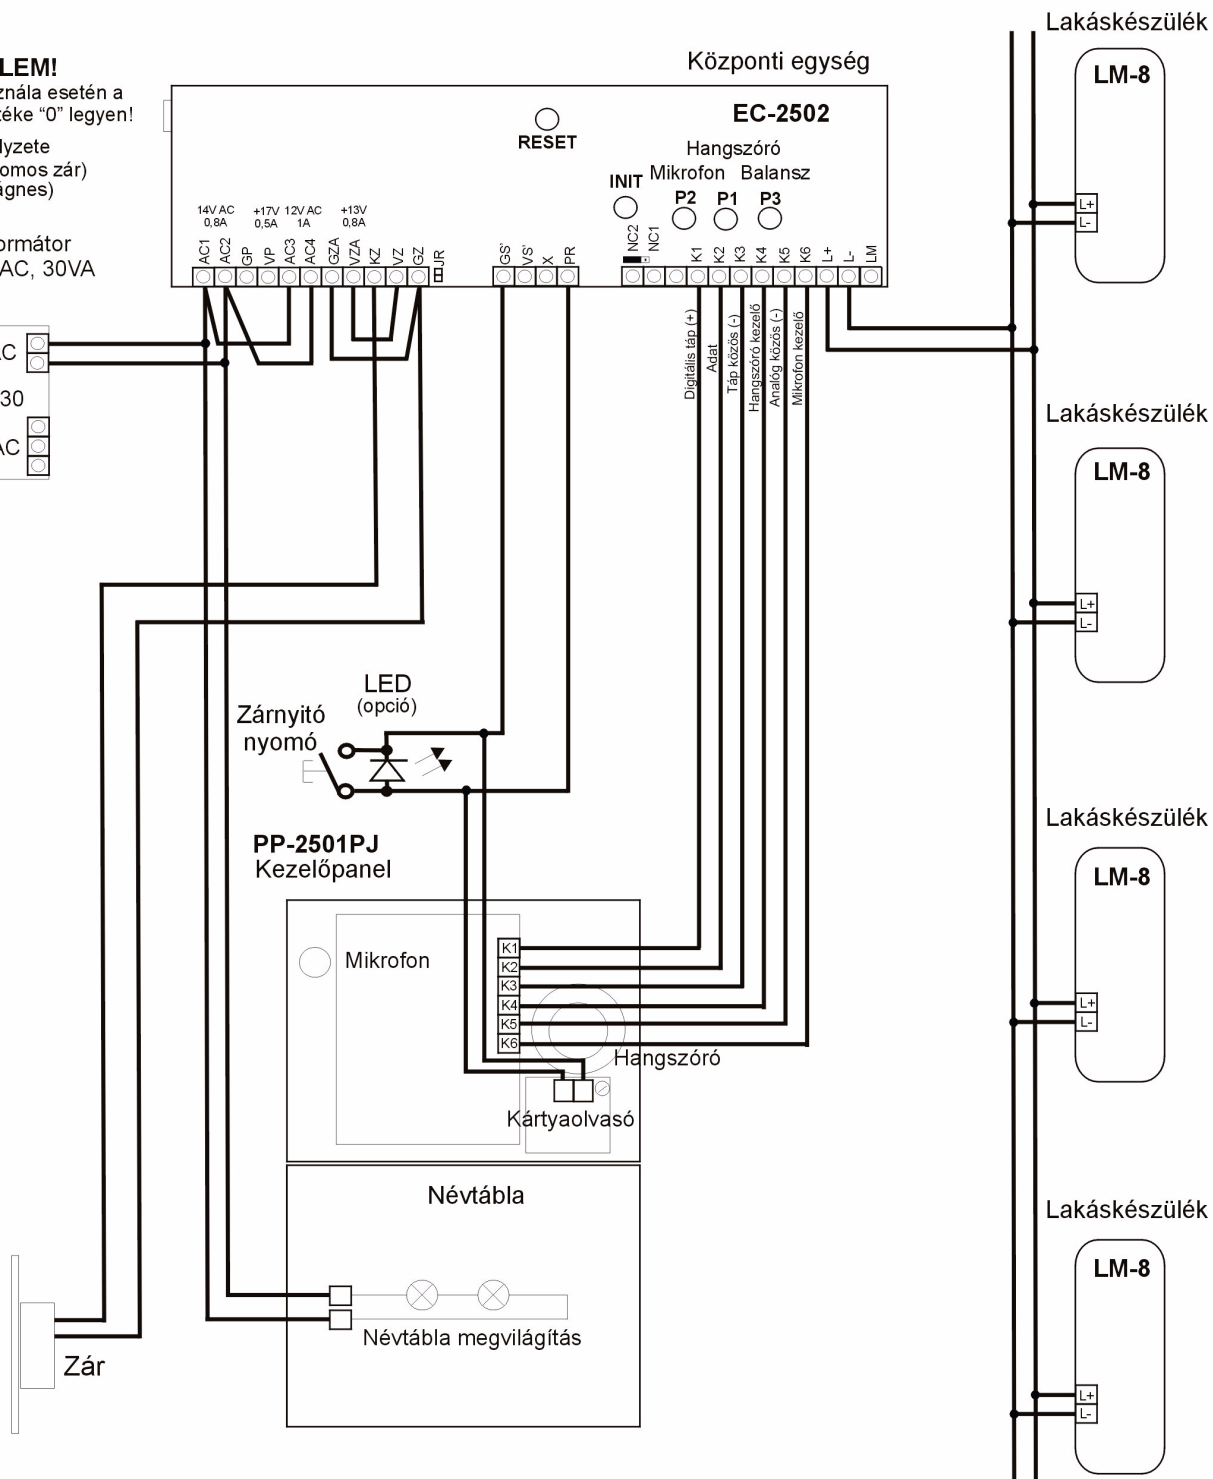 Lakáskészülék
LM-8
L+
L-
LEM!
znála esetén a
téke “0” legyen!
lyzete
omos zár)
ágnes)
ormátor
AC, 30VA
C
30
AC
Központi egység
EC-2502
RESET
Hangszóró
Mikrofon Balansz
INIT
P2 P1 P3
14V AC +17V 12V AC +13V
0,8A 0,5A 1A 0,8A
AC1 AC2 GP VP AC3 AC4 GZA VZA KZ VZ GZ JR
GS' VS' X PR
NC2 NC1 K1 K2 K3 K4 K5 K6 L+ L- LM
Digitális táp (+)
Adat
Táp közös (-)
Hangszóró kezelő
Analóg közös (-)
Mikrofon kezelő
Lakáskészülék
LM-8
L+
L-
LED
(opció)
Zárnyitó
nyomó
PP-2501PJ
Kezelőpanel
Mikrofon
K1
K2
K3
K4
K5
K6
Hangszóró
Kártyaolvasó
Lakáskészülék
LM-8
L+
L-
Névtábla
Névtábla megvilágítás
Zár
Lakáskészülék
LM-8
L+
L-